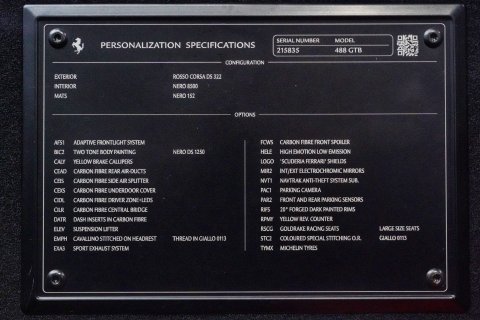 PERSONALIZATION SPECIFICATIONS
SERIAL NUMBER MODEL
215835 488 GTB
CONFIGURATION
EXTERIOR ROSSO CORSA DS 322
INTERIOR NERO 8500
MATS NERO 152
OPTIONS
AFS1 ADAPTIVE FRONTLIGHT SYSTEM
BIC2 TWO TONE BODY PAINTING NERO DS 1250
CALY YELLOW BRAKE CALLIPERS
CEAD CARBON FIBRE REAR AIR-DUCTS
CEIS CARBON FIBRE SIDE AIR SPLITTER
CEXS CARBON FIBRE UNDERDOOR COVER
CIDL CARBON FIBRE DRIVER ZONE+LEDS
CILR CARBON FIBRE CENTRAL BRIDGE
DATR DASH INSERTS IN CARBON FIBRE
ELEV SUSPENSION LIFTER
EMPH CAVALLINO STITCHED ON HEADREST THREAD IN GIALLO 0113
EXA3 SPORT EXHAUST SYSTEM
FCWS CARBON FIBRE FRONT SPOILER
HELE HIGH EMOTION LOW EMISSION
LOGO 'SCUDERIA FERRARI' SHIELDS
MIR2 INT/EXT ELECTROCHROMIC MIRRORS
NVT1 NAVTRAK ANTI-THEFT SYSTEM SUB.
PAC1 PARKING CAMERA
PAR2 FRONT AND REAR PARKING SENSORS
RIF5 20" FORGED DARK PAINTED RIMS
RPMY YELLOW REV. COUNTER
RSCG GOLDRAKE RACING SEATS LARGE SIZE SEATS
STC2 COLOURED SPECIAL STITCHING O.R. GIALLO 0113
TYMX MICHELIN TYRES